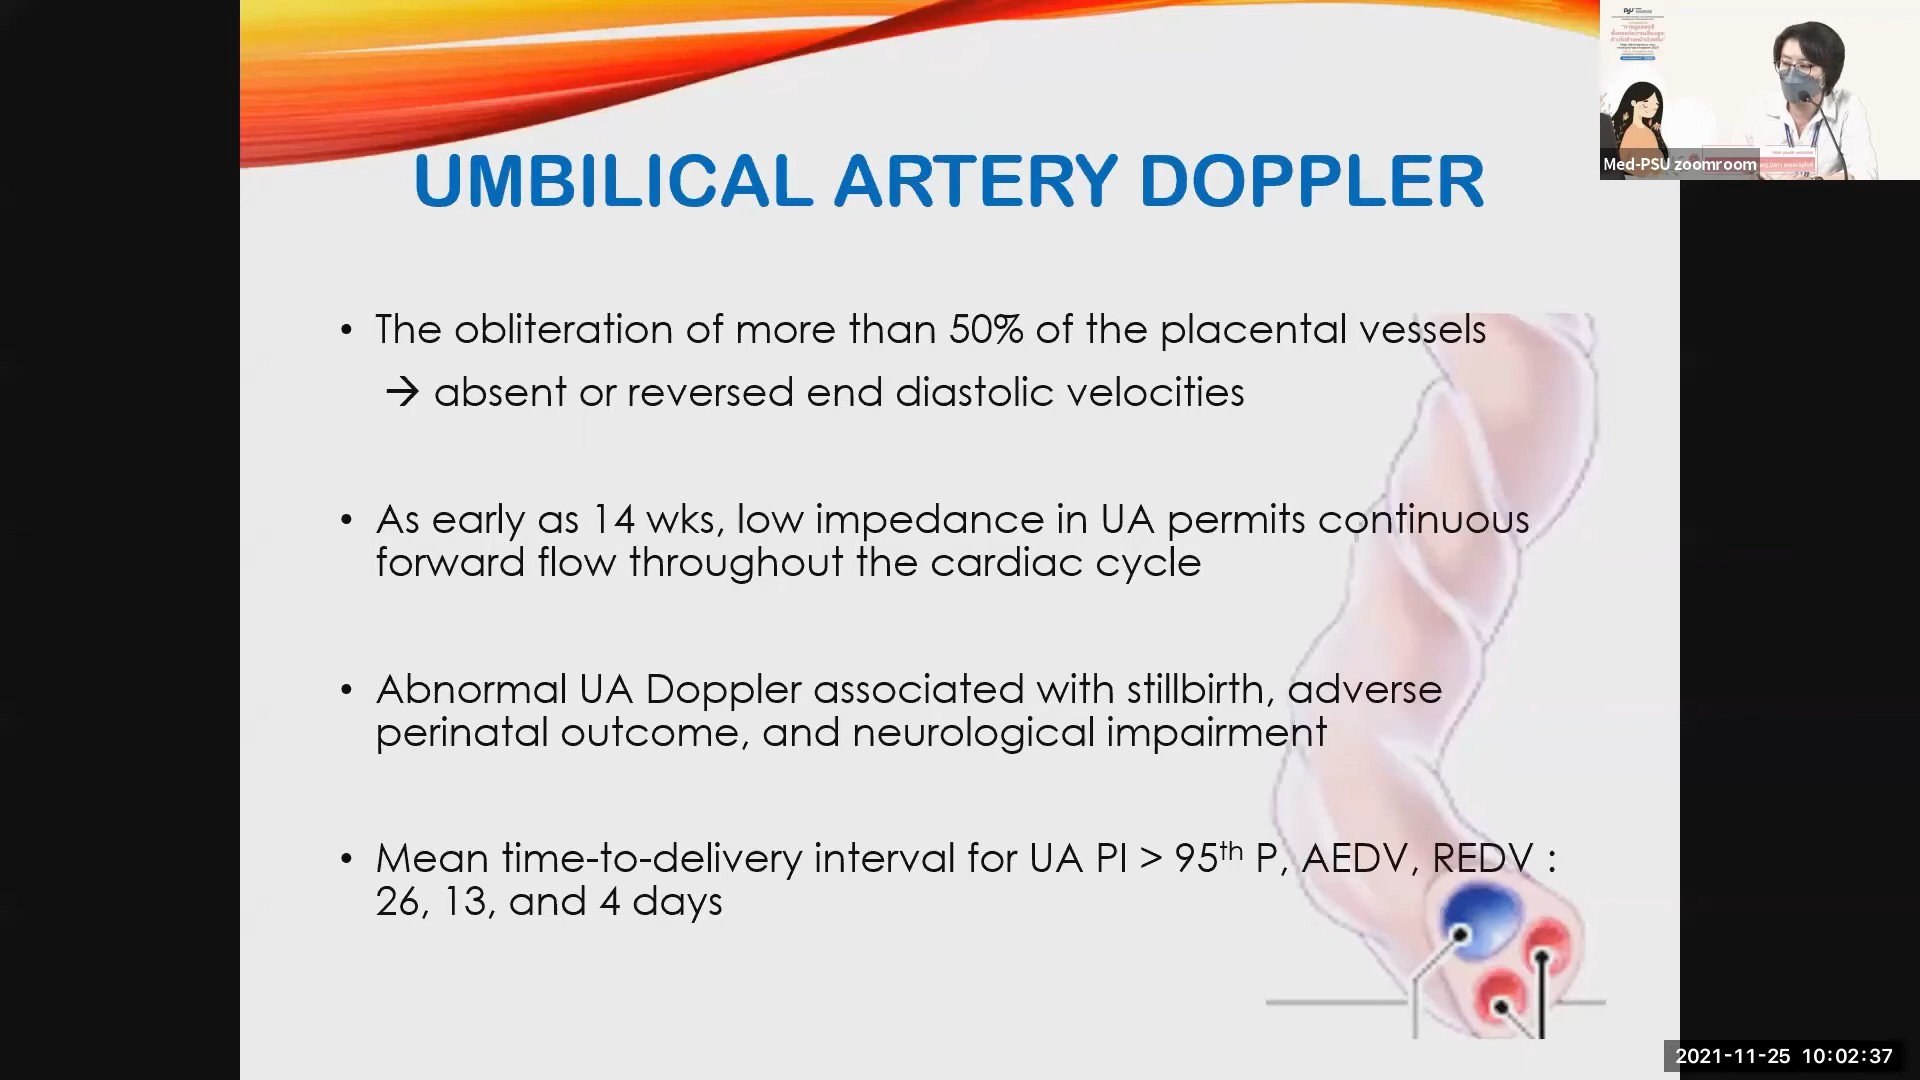 UMBILICAL ARTERY DOPPLER
• The obliteration of more than 50% of the placental vessels
→ absent or reversed end diastolic velocities
• As early as 14 wks, low impedance in UA permits continuous
forward flow throughout the cardiac cycle
• Abnormal UA Doppler associated with stillbirth, adverse
perinatal outcome, and neurological impairment
• Mean time-to-delivery interval for UA PI > 95th P, AEDV, REDV :
26, 13, and 4 days
PSU
Med-PSU zoomroom
2021-11-25 10:02:37